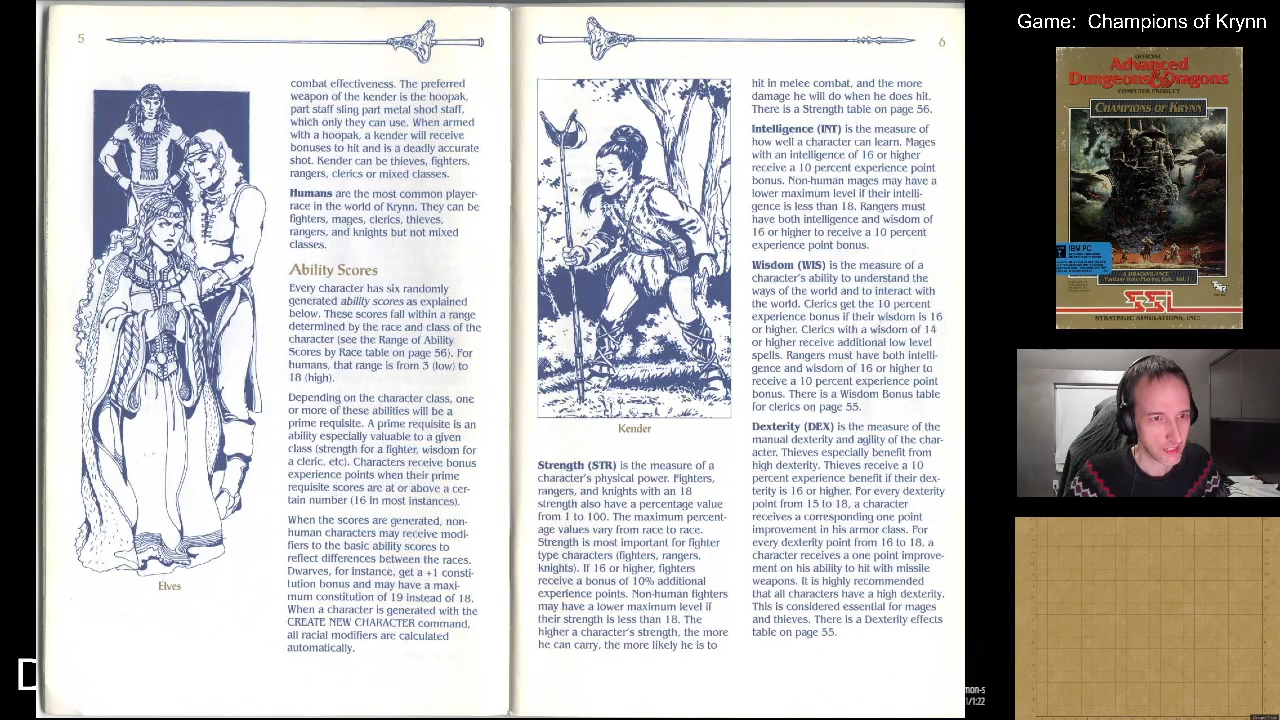 5
combat effectiveness. The preferred
weapon of the kender is the hoopak,
part staff sling part metal shod staff,
which only they can use. When armed
with a hoopak, a kender will receive
bonuses to hit and is a deadly accurate
shot. Kender can be thieves, fighters,
rangers, clerics or mixed classes.
Humans are the most common player-
race in the world of Krynn. They can be
fighters, mages, clerics, thieves,
rangers, and knights but not mixed
classes.
Ability Scores
Every character has six randomly
generated ability scores as explained
below. These scores fall within a range
determined by the race and class of the
character (see the Range of Ability
Scores by Race table on page 56). For
humans, that range is from 3 (low) to
18 (high).
Depending on the character class, one
or more of these abilities will be a
prime requisite. A prime requisite is an
ability especially valuable to a given
class (strength for a fighter, wisdom for
a cleric, etc). Characters receive bonus
experience points when their prime
requisite scores are at or above a cer-
tain number (16 in most instances).
When the scores are generated, non-
human characters may receive modi-
fiers to the basic ability scores to
reflect differences between the races.
Dwarves, for instance, get a +1 consti-
tution bonus and may have a maxi-
mum constitution of 19 instead of 18.
When a character is generated with the
CREATE NEW CHARACTER command,
all racial modifiers are calculated
automatically.
Elves
6
Kender
Strength (STR) is the measure of a
character's physical power. Fighters,
rangers, and knights with an 18
strength also have a percentage value
from 1 to 100. The maximum percent-
age values vary from race to race.
Strength is most important for fighter
type characters (fighters, rangers,
knights). If 16 or higher, fighters
receive a bonus of 10% additional
experience points. Non-human fighters
may have a lower maximum level if
their strength is less than 18. The
higher a character's strength, the more
he can carry, the more likely he is to
hit in melee combat, and the more
damage he will do when he does hit.
There is a Strength table on page 56.
Intelligence (INT) is the measure of
how well a character can learn. Mages
with an intelligence of 16 or higher
receive a 10 percent experience point
bonus. Non-human mages may have a
lower maximum level if their intelli-
gence is less than 18. Rangers must
have both intelligence and wisdom of
16 or higher to receive a 10 percent
experience point bonus.
Wisdom (WIS) is the measure of a
character's ability to understand the
ways of the world and to interact with
the world. Clerics get the 10 percent
experience bonus if their wisdom is 16
or higher. Clerics with a wisdom of 14
or higher receive additional low level
spells. Rangers must have both intelli-
gence and wisdom of 16 or higher to
receive a 10 percent experience point
bonus. There is a Wisdom Bonus table
for clerics on page 55.
Dexterity (DEX) is the measure of the
manual dexterity and agility of the char-
acter. Thieves especially benefit from
high dexterity. Thieves receive a 10
percent experience benefit if their dex-
terity is 16 or higher. For every dexterity
point from 15 to 18, a character
receives a corresponding one point
improvement in his armor class. For
every dexterity point from 16 to 18, a
character receives a one point improve-
ment on his ability to hit with missile
weapons. It is highly recommended
that all characters have a high dexterity.
This is considered essential for mages
and thieves. There is a Dexterity effects
table on page 55.
Game: Champions of Krynn
OFFICIAL
Advanced
Dungeons & Dragons
COMPUTER PRODUCT
CHAMPIONS OF KRYNN
IBM PC
A DRAGONLANCE
Fantasy Role-Playing Epic, Vol. I
SSI
STRATEGIC SIMULATIONS, INC.
D
mon-s
1/1:22